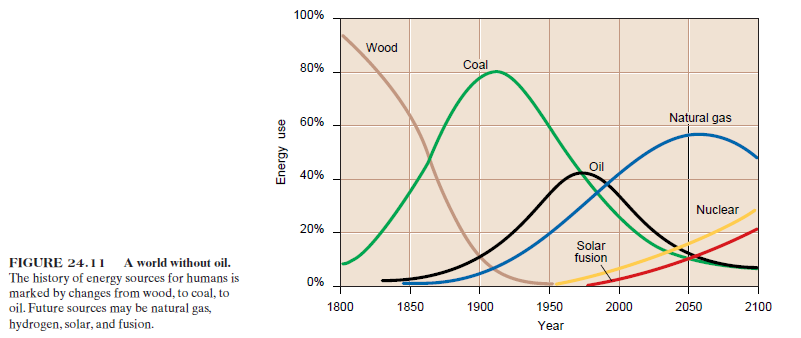 100%
80%
60%
40%
20%
0%
Energy use
Wood
Coal
Natural gas
Oil
Nuclear
Solar
fusion
1800 1850 1900 1950 2000 2050 2100
Year
FIGURE 24.11 A world without oil.
The history of energy sources for humans is
marked by changes from wood, to coal, to
oil. Future sources may be natural gas,
hydrogen, solar, and fusion.